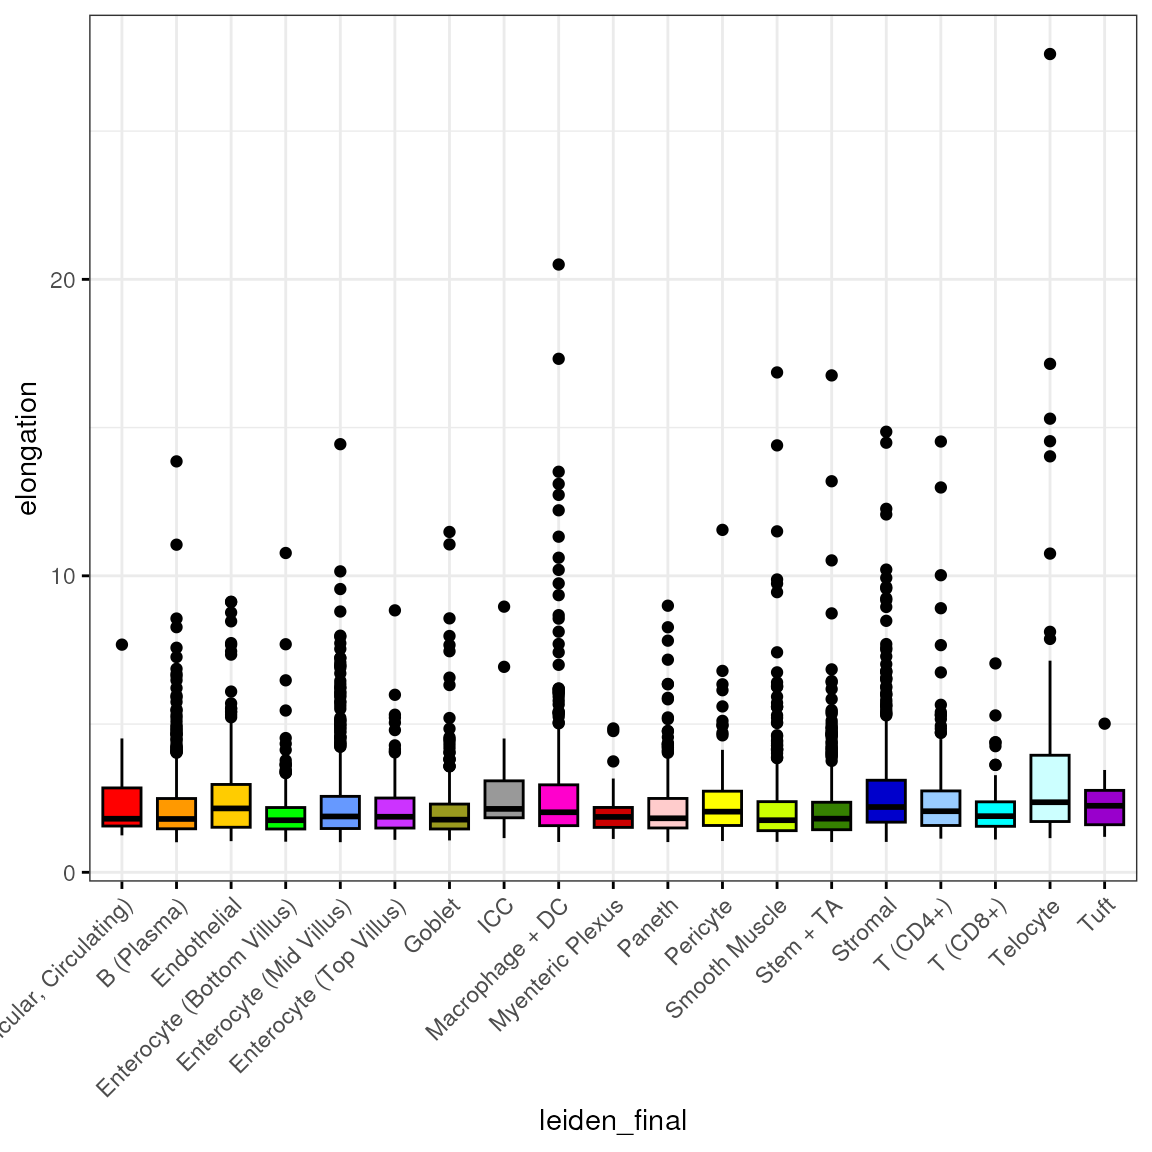 elongation
20
10
0
Circulating)
B (Plasma)
Endothelial
Enterocyte (Bottom Villus)
Enterocyte (Mid Villus)
Enterocyte (Top Villus)
Goblet
ICC
Macrophage + DC
Myenteric Plexus
Paneth
Pericyte
Smooth Muscle
Stem + TA
Stromal
T (CD4+)
T (CD8+)
Telocyte
Tuft
leiden_final